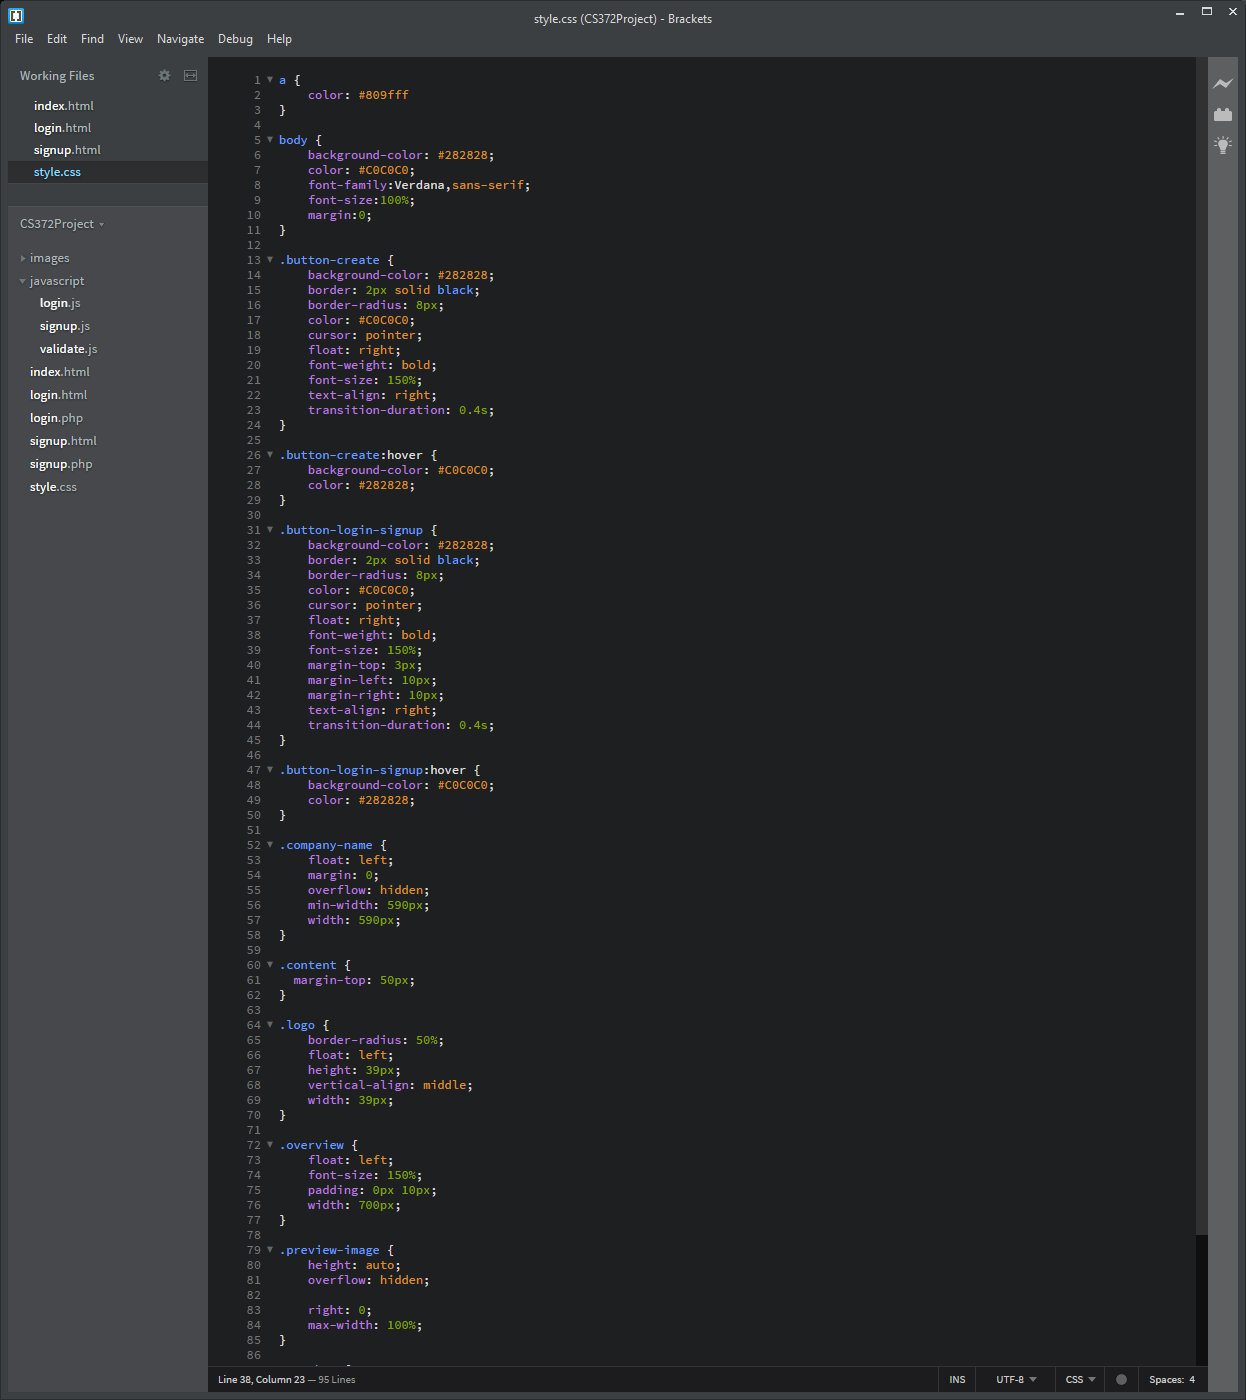 style.css (CS372Project) - Brackets
File Edit Find View Navigate Debug Help
Working Files
index.html
login.html
signup.html
style.css
CS372Project
images
javascript
login.js
signup.js
validate.js
index.html
login.html
login.php
signup.html
signup.php
style.css
1 a {
2     color: #809fff
3 }
4
5 body {
6     background-color: #282828;
7     color: #C0C0C0;
8     font-family:Verdana,sans-serif;
9     font-size:100%;
10     margin:0;
11 }
12
13 .button-create {
14     background-color: #282828;
15     border: 2px solid black;
16     border-radius: 8px;
17     color: #C0C0C0;
18     cursor: pointer;
19     float: right;
20     font-weight: bold;
21     font-size: 150%;
22     text-align: right;
23     transition-duration: 0.4s;
24 }
25
26 .button-create:hover {
27     background-color: #C0C0C0;
28     color: #282828;
29 }
30
31 .button-login-signup {
32     background-color: #282828;
33     border: 2px solid black;
34     border-radius: 8px;
35     color: #C0C0C0;
36     cursor: pointer;
37     float: right;
38     font-weight: bold;
39     font-size: 150%;
40     margin-top: 3px;
41     margin-left: 10px;
42     margin-right: 10px;
43     text-align: right;
44     transition-duration: 0.4s;
45 }
46
47 .button-login-signup:hover {
48     background-color: #C0C0C0;
49     color: #282828;
50 }
51
52 .company-name {
53     float: left;
54     margin: 0;
55     overflow: hidden;
56     min-width: 590px;
57     width: 590px;
58 }
59
60 .content {
61   margin-top: 50px;
62 }
63
64 .logo {
65     border-radius: 50%;
66     float: left;
67     height: 39px;
68     vertical-align: middle;
69     width: 39px;
70 }
71
72 .overview {
73     float: left;
74     font-size: 150%;
75     padding: 0px 10px;
76     width: 700px;
77 }
78
79 .preview-image {
80     height: auto;
81     overflow: hidden;
82
83     right: 0;
84     max-width: 100%;
85 }
86
Line 38, Column 23 — 95 Lines
INS UTF-8 CSS Spaces: 4